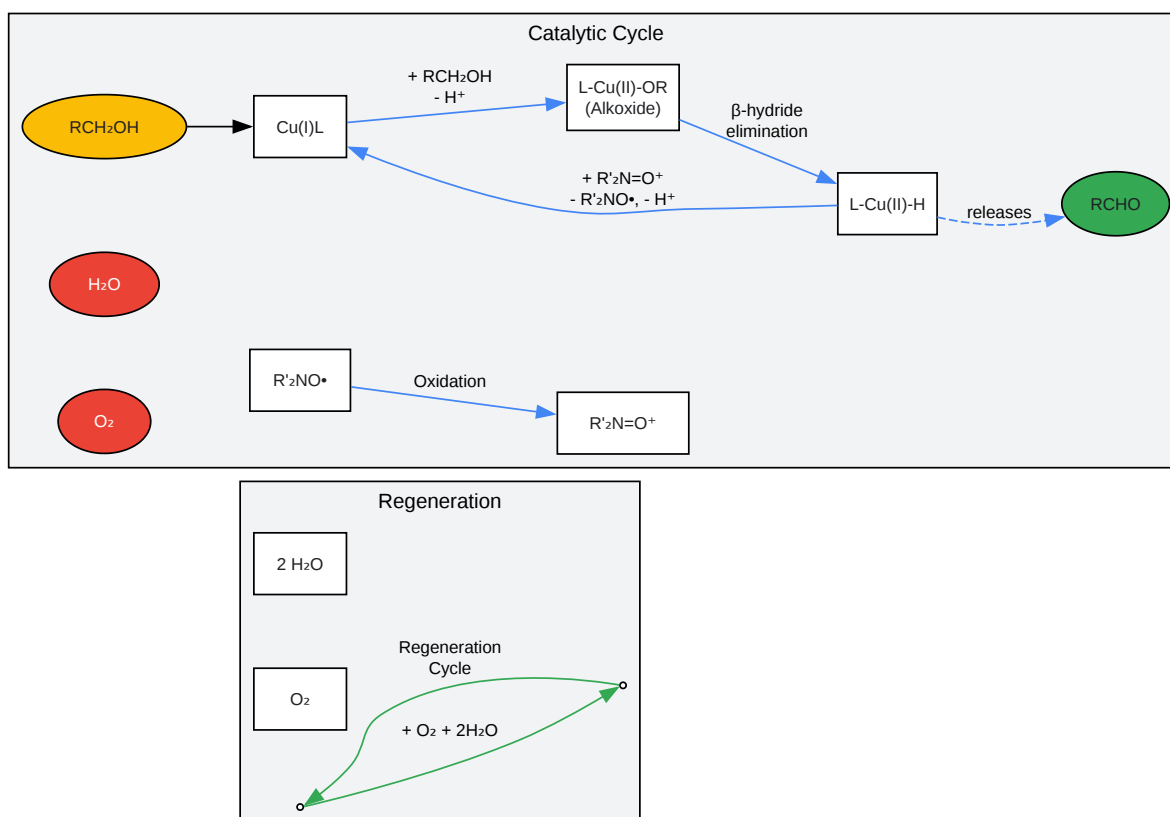 Catalytic Cycle
RCH₂OH
Cu(I)L
+ RCH₂OH
- H⁺
L-Cu(II)-OR
(Alkoxide)
β-hydride
elimination
+ R'₂N=O⁺
- R'₂NO•, - H⁺
L-Cu(II)-H
releases
RCHO
H₂O
R'₂NO•
Oxidation
R'₂N=O⁺
O₂
Regeneration
2 H₂O
Regeneration
Cycle
O₂
+ O₂ + 2H₂O